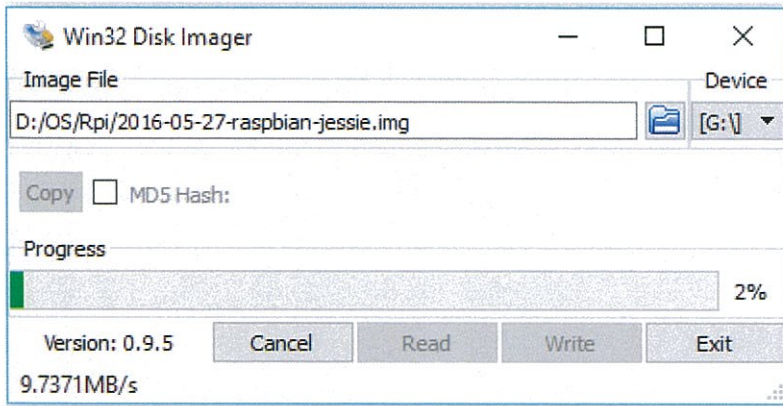 Win32 Disk Imager
Image File
Device
D:/OS/Rpi/2016-05-27-raspbian-jessie.img
[G:\]
Copy
MD5 Hash:
Progress
2%
Version: 0.9.5
Cancel
Read
Write
Exit
9.7371MB/s